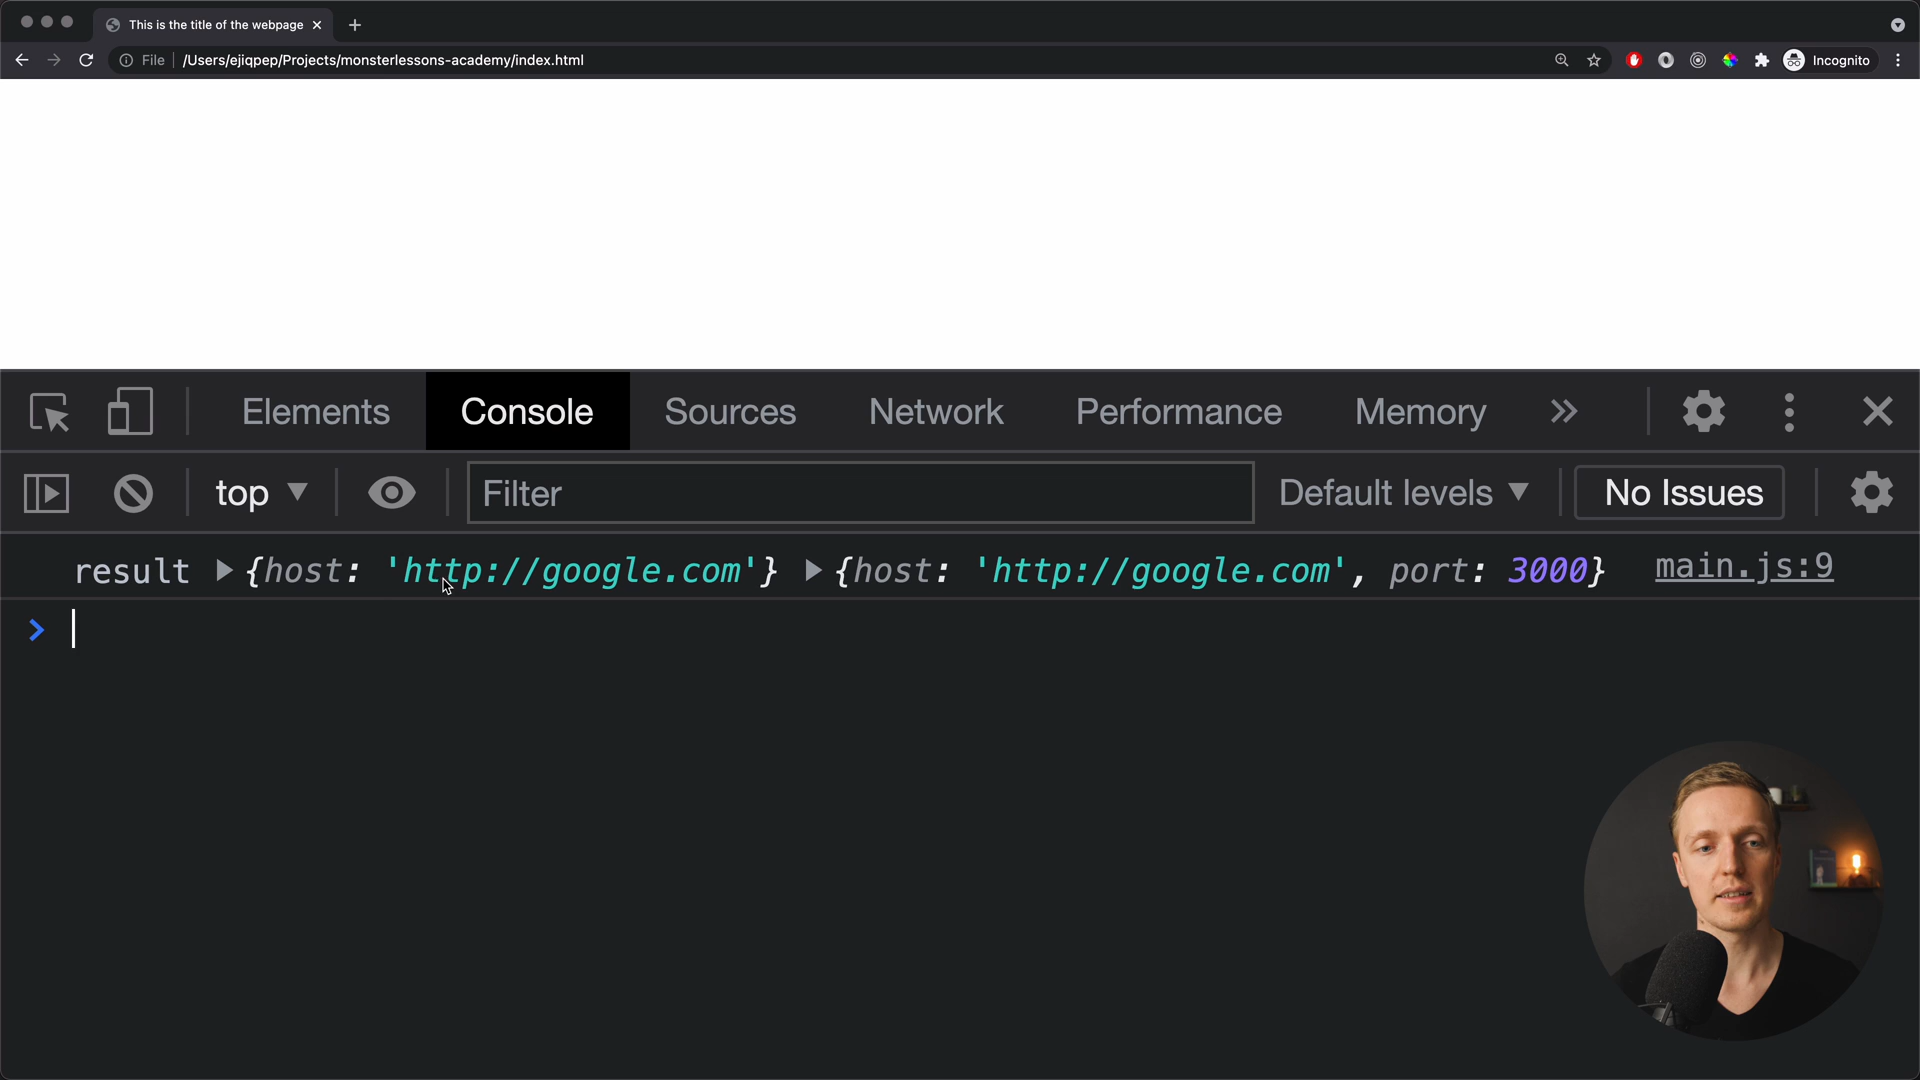 This is the title of the webpage
File /Users/ejiqpep/Projects/monsterlessons-academy/index.html Incognito
Elements Console Sources Network Performance Memory
top Filter Default levels No Issues
result {host: 'http://google.com'} {host: 'http://google.com', port: 3000} main.js:9